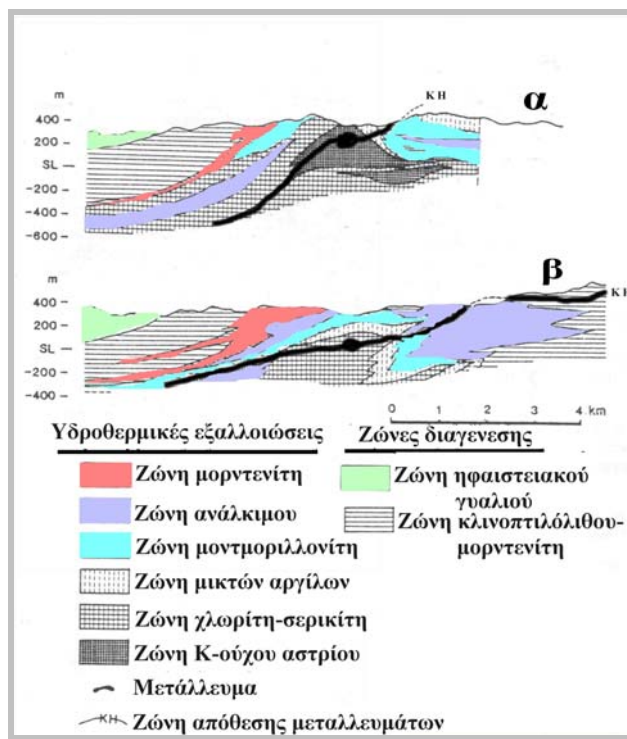 m
400
200
SL
-200
-400
-600
KH
α
m
400
200
SL
-200
-400
β
KH
0 1 2 3 4 km
Υδροθερμικές εξαλλοιώσεις
Ζώνη μορντενίτη
Ζώνη ανάλκιμου
Ζώνη μοντμοριλλονίτη
Ζώνη μικτών αργίλων
Ζώνη χλωρίτη-σερικίτη
Ζώνη Κ-ούχου αστρίου
Μετάλλευμα
KH Ζώνη απόθεσης μεταλλευμάτων
Ζώνες διαγενεσης
Ζώνη ηφαιστειακού
γυαλιού
Ζώνη κλινοπτιλόλιθου-
μορντενίτη